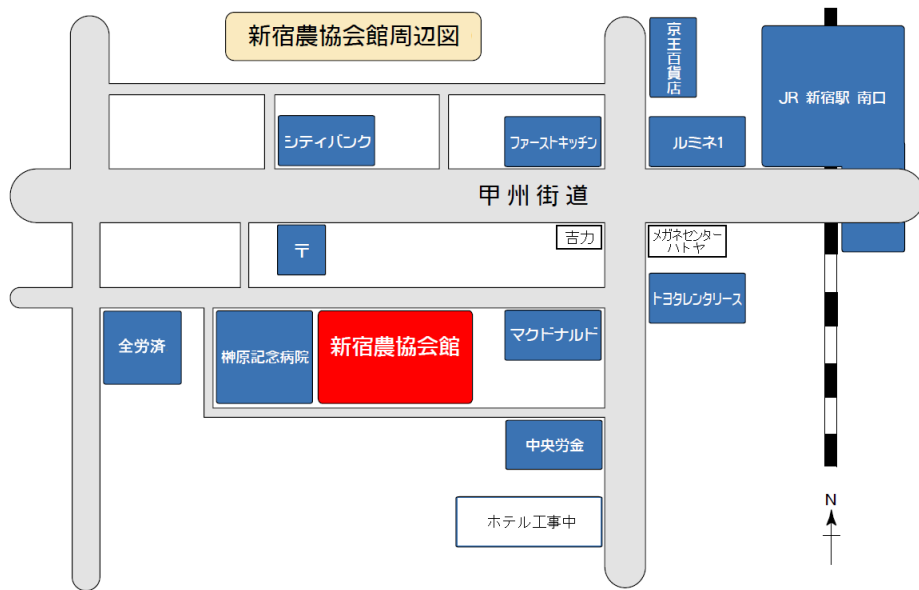 新宿農協会館周辺図
京王百貨店
JR 新宿駅 南口
シティバンク
ファーストキッチン
ルミネ1
甲州街道
〒
吉力
メガネセンター
ハトヤ
トヨタレンタリース
全労済
榊原記念病院
新宿農協会館
マクドナルド
中央労金
ホテル工事中
N